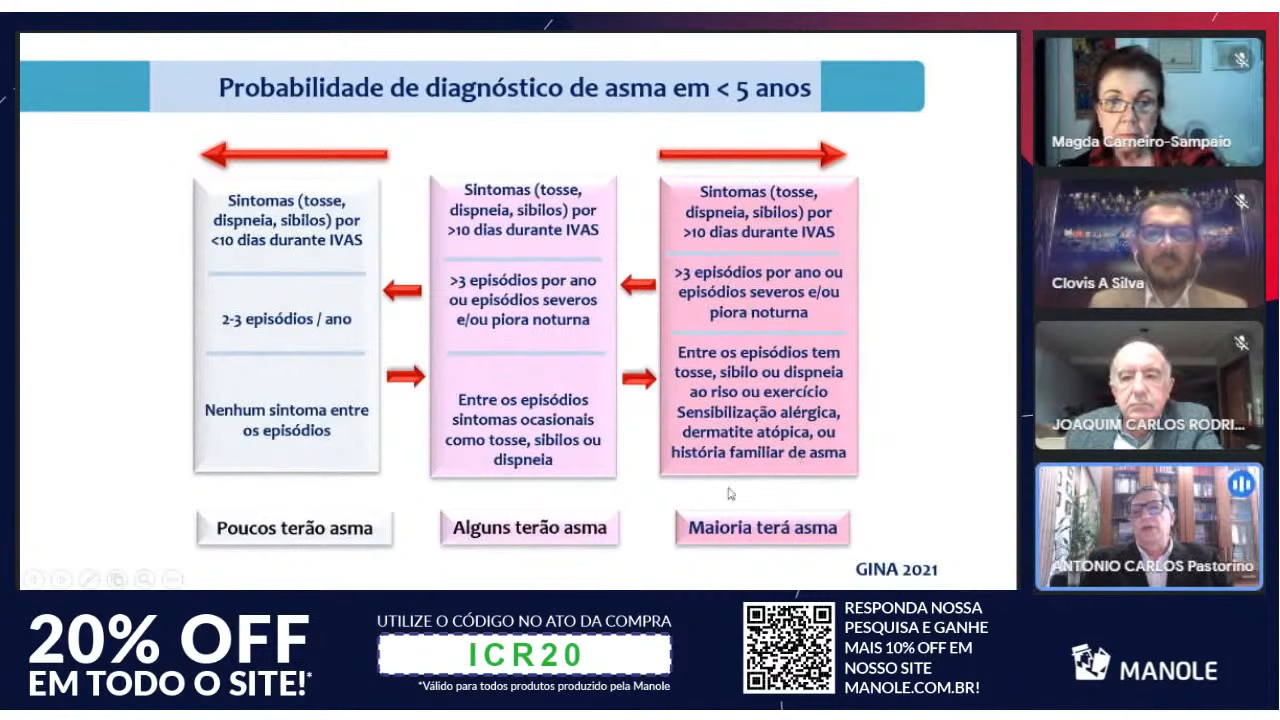 Probabilidade de diagnóstico de asma em < 5 anos
Sintomas (tosse,
dispneia, sibilos) por
<10 dias durante IVAS
2-3 episódios / ano
Nenhum sintoma entre
os episódios
Poucos terão asma
Sintomas (tosse,
dispneia, sibilos) por
>10 dias durante IVAS
>3 episódios por ano
ou episódios severos
e/ou piora noturna
Entre os episódios
sintomas ocasionais
como tosse, sibilos ou
dispneia
Alguns terão asma
Sintomas (tosse,
dispneia, sibilos) por
>10 dias durante IVAS
>3 episódios por ano ou
episódios severos e/ou
piora noturna
Entre os episódios tem
tosse, sibilo ou dispneia
ao riso ou exercício
Sensibilização alérgica,
dermatite atópica, ou
história familiar de asma
Maioria terá asma
GINA 2021
Magda Carneiro-Sampaio
Clovis A Silva
JOAQUIM CARLOS RODRI...
ANTONIO CARLOS Pastorino
20% OFF
EM TODO O SITE!*
UTILIZE O CÓDIGO NO ATO DA COMPRA
ICR20
*Válido para todos produtos produzido pela Manole
RESPONDA NOSSA
PESQUISA E GANHE
MAIS 10% OFF EM
NOSSO SITE
MANOLE.COM.BR!
MANOLE